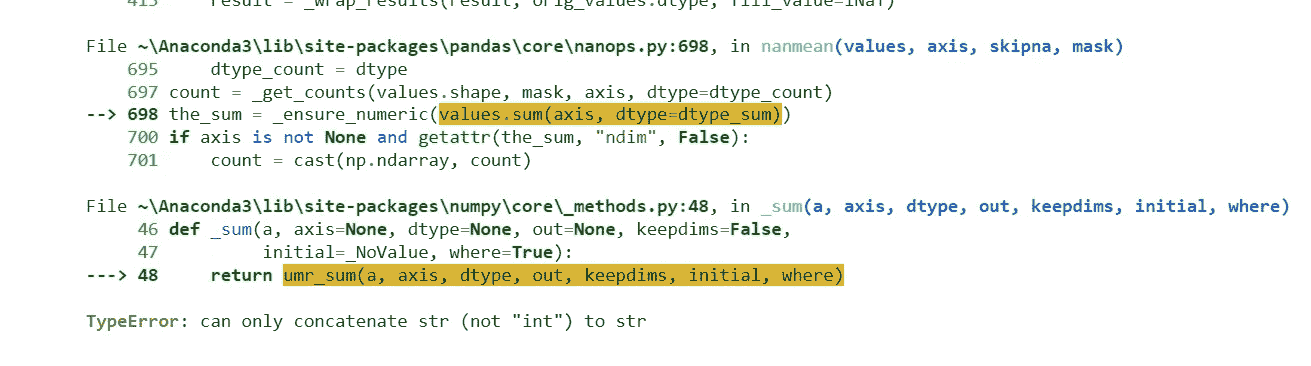 415 result = _wrap_results(result, orig_values.dtype, fill_value=iNaT)
File ~\Anaconda3\lib\site-packages\pandas\core\nanops.py:698, in nanmean(values, axis, skipna, mask)
695 dtype_count = dtype
697 count = _get_counts(values.shape, mask, axis, dtype=dtype_count)
--> 698 the_sum = _ensure_numeric(values.sum(axis, dtype=dtype_sum))
700 if axis is not None and getattr(the_sum, "ndim", False):
701 count = cast(np.ndarray, count)
File ~\Anaconda3\lib\site-packages\numpy\core\_methods.py:48, in _sum(a, axis, dtype, out, keepdims, initial, where)
46 def _sum(a, axis=None, dtype=None, out=None, keepdims=False,
47 initial=_NoValue, where=True):
---> 48 return umr_sum(a, axis, dtype, out, keepdims, initial, where)
TypeError: can only concatenate str (not "int") to str